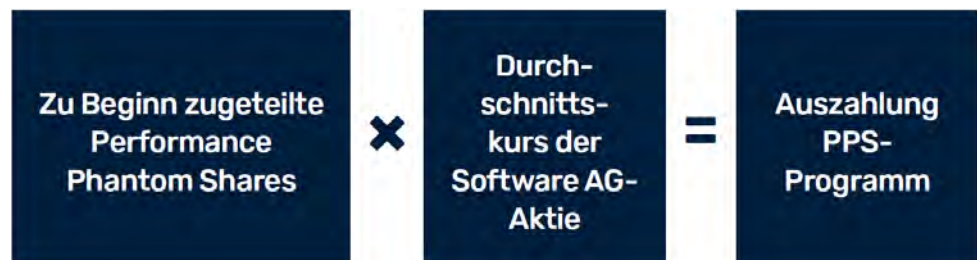 Zu Beginn zugeteilte
Performance
Phantom Shares
×
Durch-
schnitts-
kurs der
Software AG-
Aktie
=
Auszahlung
PPS-
Programm